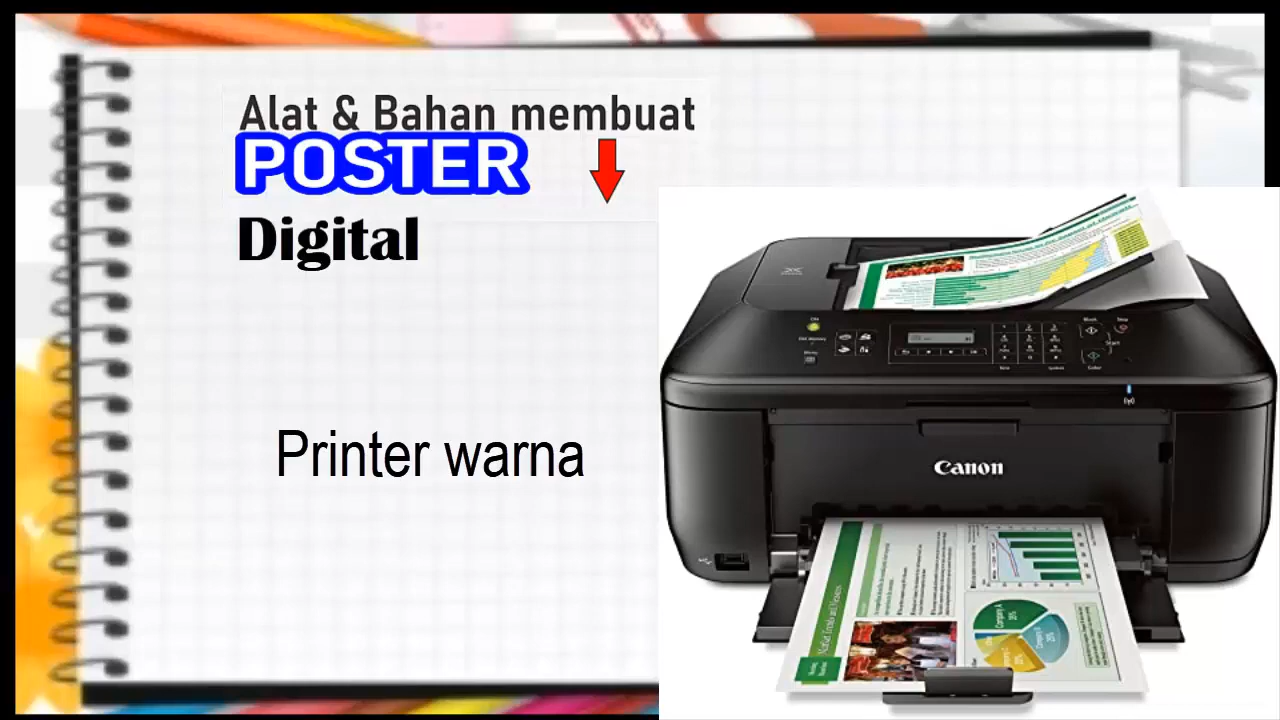 Alat & Bahan membuat
POSTER
Digital
Printer warna
Canon